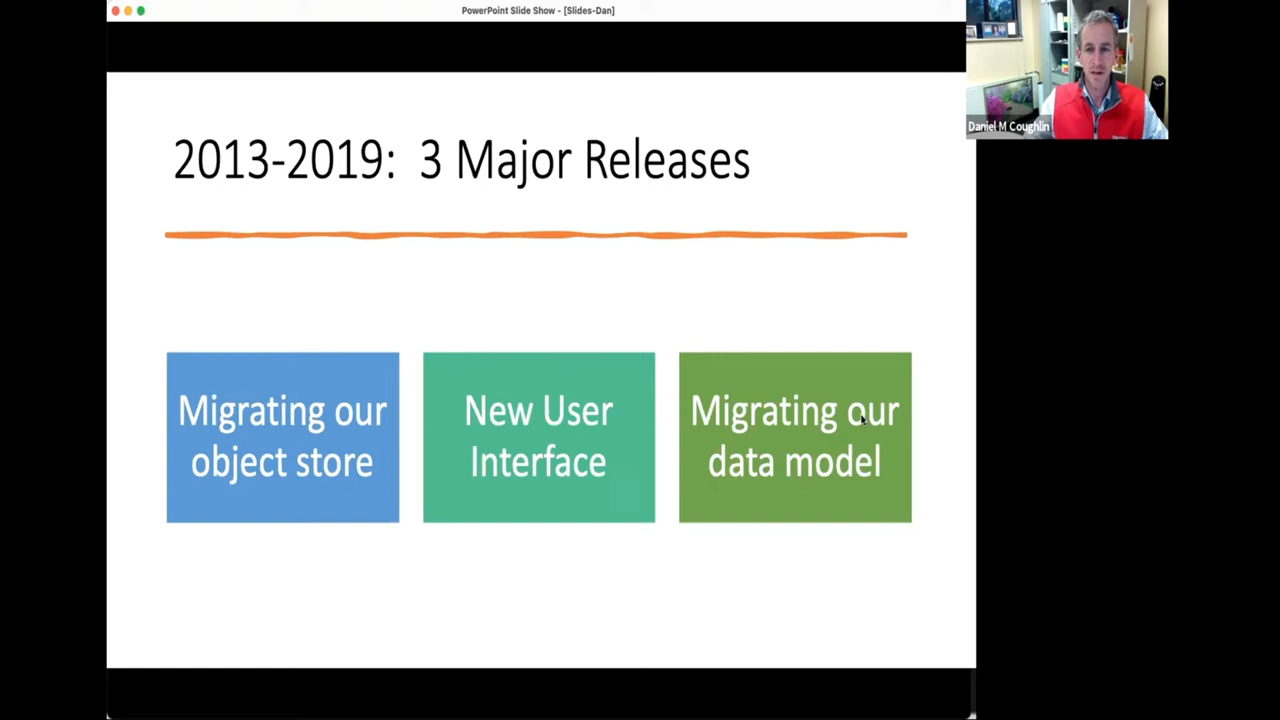 PowerPoint Slide Show - [Slides-Dan]
Daniel M Coughlin
2013-2019: 3 Major Releases
Migrating our
object store
New User
Interface
Migrating our
data model